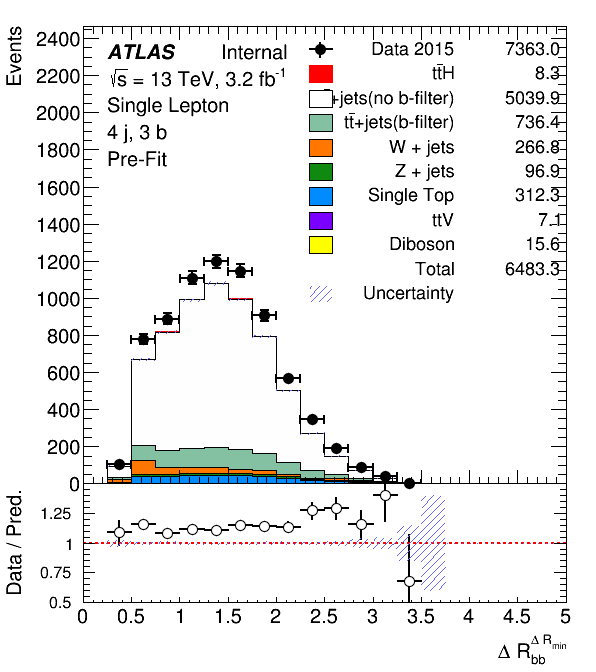 Events
2400
2200
2000
1800
1600
1400
1200
1000
800
600
400
200
0
ATLAS Internal
√s = 13 TeV, 3.2 fb⁻¹
Single Lepton
4 j, 3 b
Pre-Fit
Data 2015 7363.0
tt̄H 8.3
+jets(no b-filter) 5039.9
tt̄+jets(b-filter) 736.4
W + jets 266.8
Z + jets 96.9
Single Top 312.3
ttV 7.1
Diboson 15.6
Total 6483.3
Uncertainty
Data / Pred.
1.25
1
0.75
0.5
0 0.5 1 1.5 2 2.5 3 3.5 4 4.5 5
Δ R_bb^Δ R_min